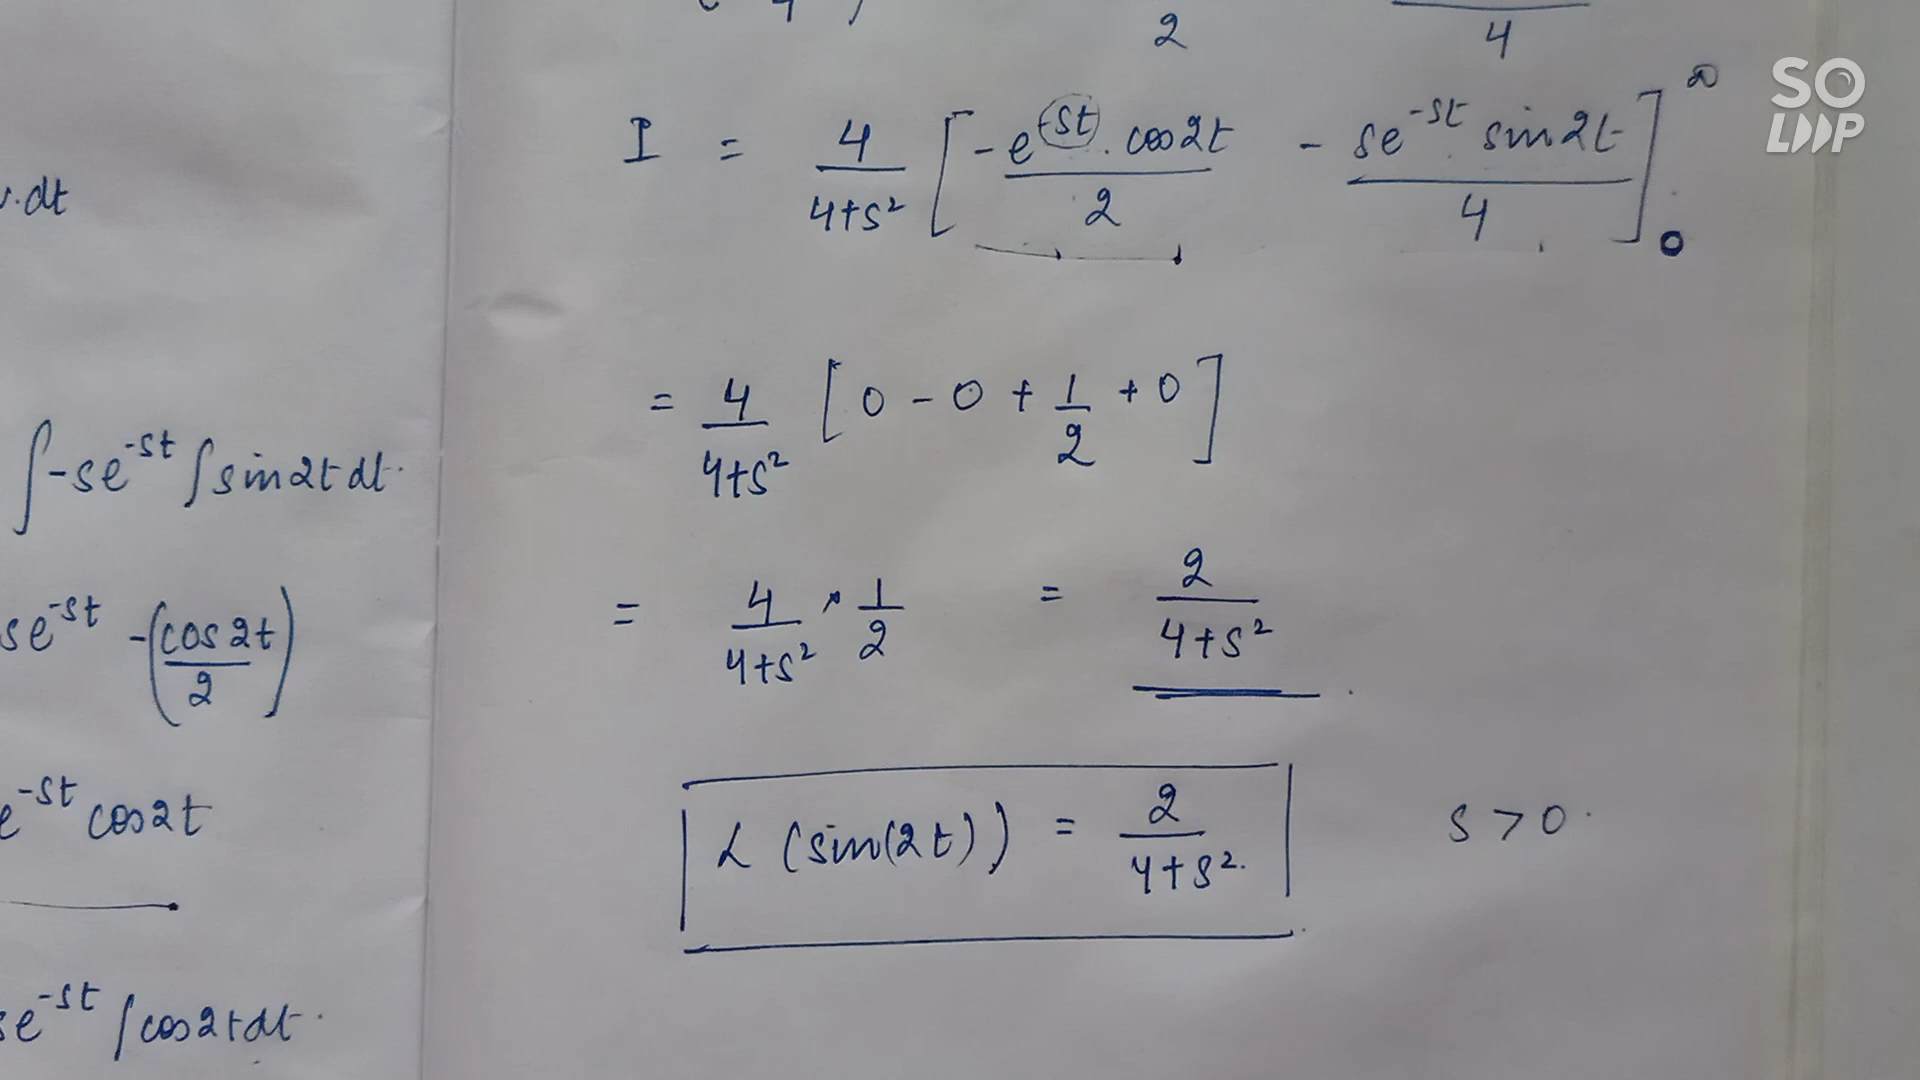 2
4
I = 4/(4+s²) [ -e^(-st) . cos2t / 2 - se^(-st) sin2t / 4 ]₀^∞
= 4/(4+s²) [ 0 - 0 + 1/2 + 0 ]
= 4/(4+s²) × 1/2 = 2/(4+s²)
L (sin(2t)) = 2/(4+s²) s > 0
.dt
∫-se^(-st) ∫sin2t dt
se^(-st) -(cos2t/2)
e^(-st) cos2t
se^(-st) ∫cos2t dt
SO
LOOP